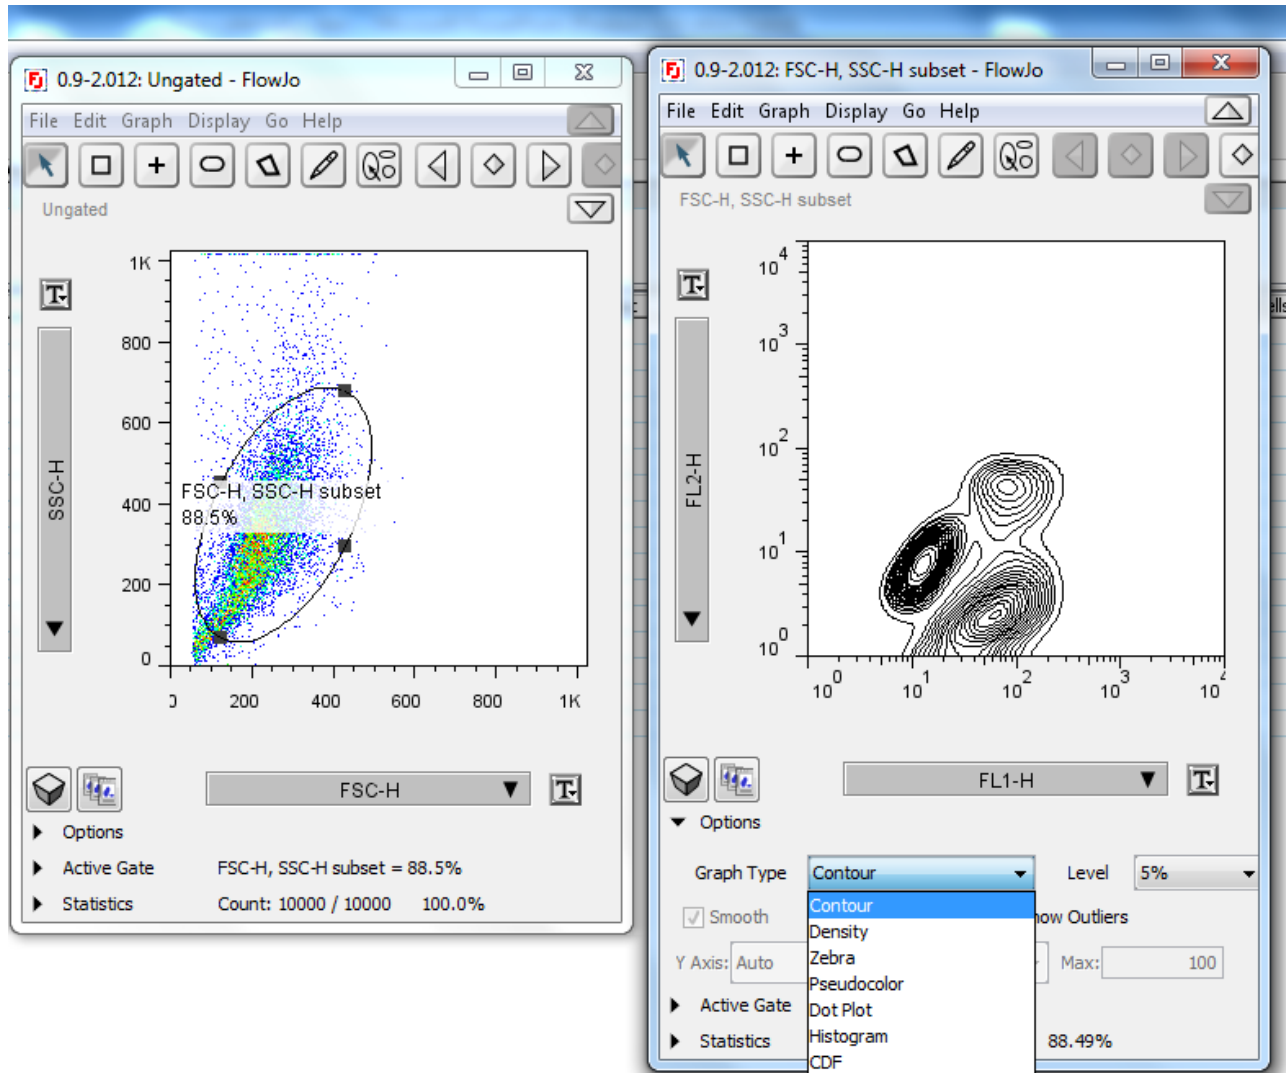 0.9-2.012: Ungated - FlowJo
File Edit Graph Display Go Help
Ungated
1K
800
600
400
200
0
SSC-H
FSC-H, SSC-H subset
88.5%
0 200 400 600 800 1K
FSC-H
T
T
Options
Active Gate FSC-H, SSC-H subset = 88.5%
Statistics Count: 10000 / 10000 100.0%
0.9-2.012: FSC-H, SSC-H subset - FlowJo
File Edit Graph Display Go Help
FSC-H, SSC-H subset
T
10^4
10^3
10^2
10^1
10^0
FL2-H
10^0 10^1 10^2 10^3 10^4
FL1-H
T
Options
Graph Type Contour Level 5%
Smooth
Y Axis: Auto Max: 100
Outliers
Contour
Density
Zebra
Pseudocolor
Dot Plot
Histogram
CDF
Active Gate
Statistics 88.49%